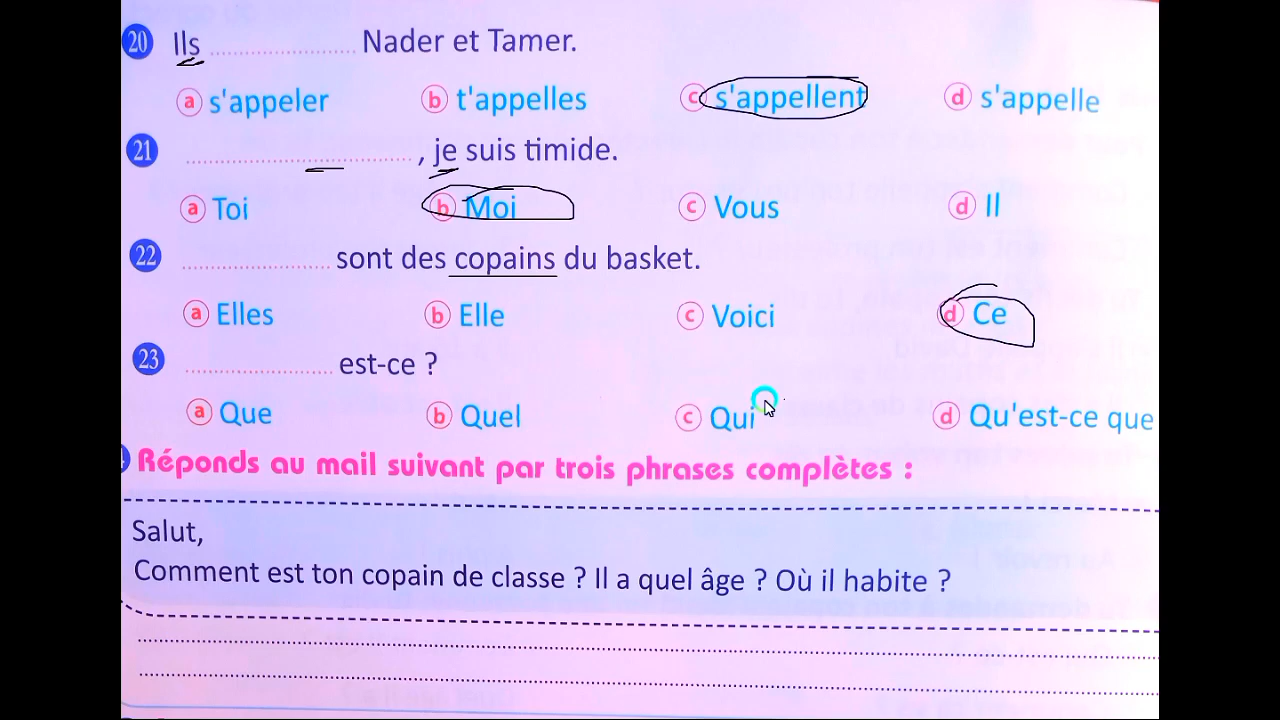 20 Ils .......................... Nader et Tamer.
a s'appeler b t'appelles c s'appellent d s'appelle
21 .........................................., je suis timide.
a Toi b Moi c Vous d Il
22 ........................... sont des copains du basket.
a Elles b Elle c Voici d Ce
23 ........................... est-ce ?
a Que b Quel c Qui d Qu'est-ce que
Réponds au mail suivant par trois phrases complètes :
Salut,
Comment est ton copain de classe ? Il a quel âge ? Où il habite ?